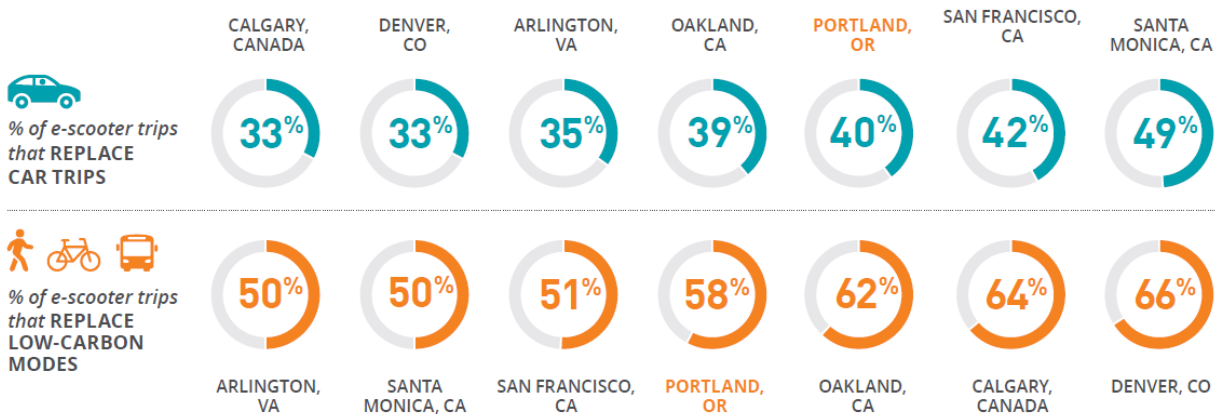 CALGARY,
CANADA
DENVER,
CO
ARLINGTON,
VA
OAKLAND,
CA
PORTLAND,
OR
SAN FRANCISCO,
CA
SANTA
MONICA, CA
% of e-scooter trips
that REPLACE
CAR TRIPS
33%
33%
35%
39%
40%
42%
49%
% of e-scooter trips
that REPLACE
LOW-CARBON
MODES
50%
50%
51%
58%
62%
64%
66%
ARLINGTON,
VA
SANTA
MONICA, CA
SAN FRANCISCO,
CA
PORTLAND,
OR
OAKLAND,
CA
CALGARY,
CANADA
DENVER, CO